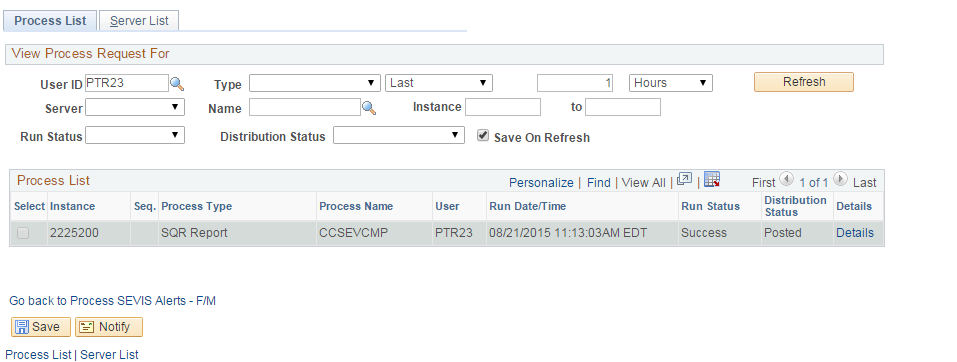 Process List Server List
View Process Request For
User ID PTR23 Type Last 1 Hours Refresh
Server Name Instance to
Run Status Distribution Status Save On Refresh
Process List Personalize | Find | View All | | First 1 of 1 Last
Select Instance Seq. Process Type Process Name User Run Date/Time Run Status Distribution Status Details
2225200 SQR Report CCSEVCMP PTR23 08/21/2015 11:13:03AM EDT Success Posted Details
Go back to Process SEVIS Alerts - F/M
Save Notify
Process List | Server List